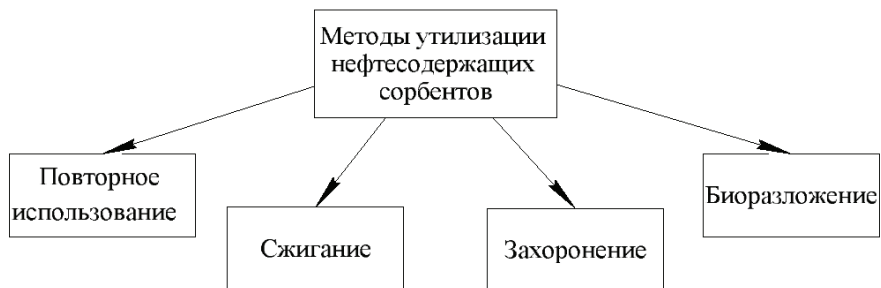 Методы утилизации
нефтесодержащих
сорбентов
Повторное
использование
Сжигание
Захоронение
Биоразложение